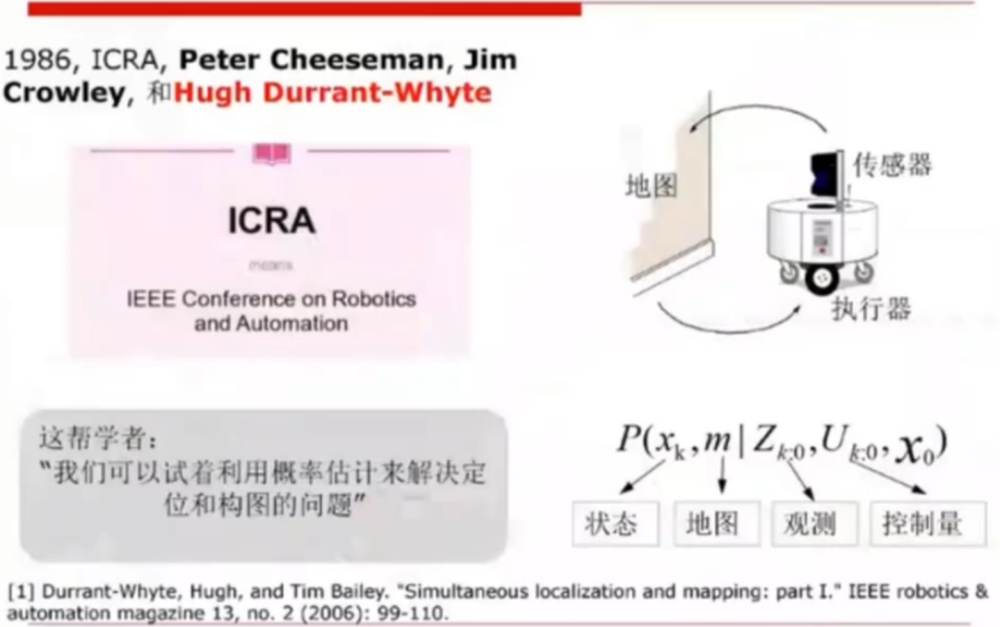 1986, ICRA, Peter Cheeseman, Jim
Crowley, 和Hugh Durrant-Whyte
ICRA
means
IEEE Conference on Robotics
and Automation
地图
传感器
执行器
这帮学者：
“我们可以试着利用概率估计来解决定
位和构图的问题”
P(x_k, m | Z_{k:0}, U_{k:0}, x_0)
状态
地图
观测
控制量
[1] Durrant-Whyte, Hugh, and Tim Bailey. "Simultaneous localization and mapping: part I." IEEE robotics &
automation magazine 13, no. 2 (2006): 99-110.